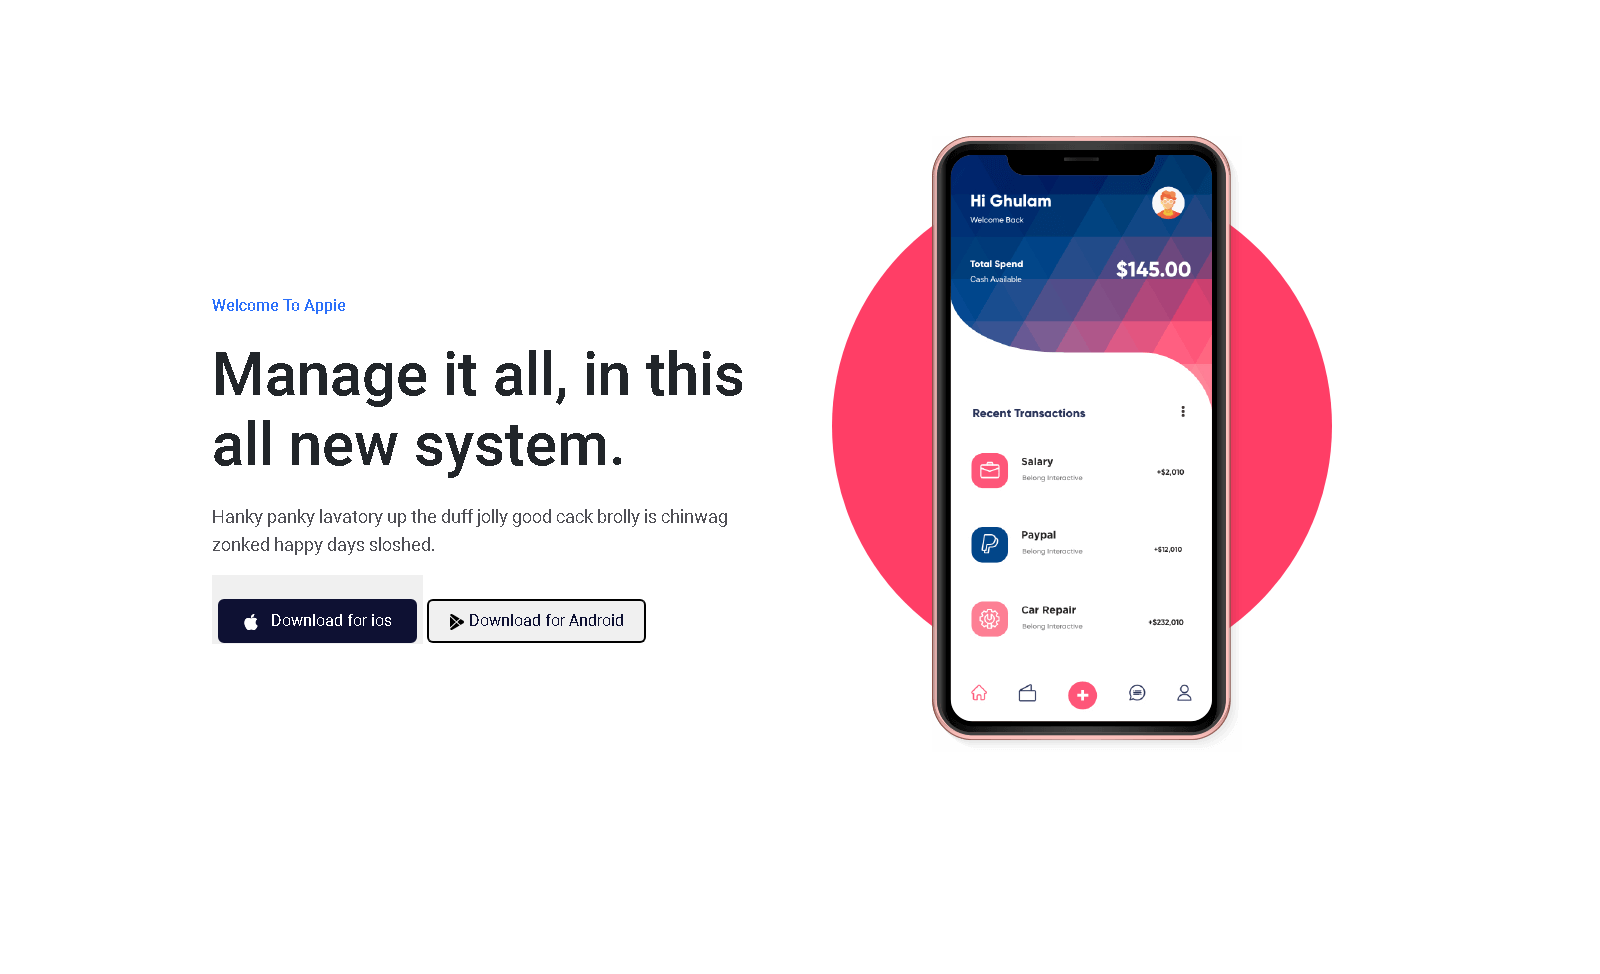 Welcome To Appie
Manage it all, in this
all new system.
Hanky panky lavatory up the duff jolly good cack brolly is chinwag
zonked happy days sloshed.
Download for ios
Download for Android
Hi Ghulam
Welcome Back
Total Spend
$145.00
Cash Available
Recent Transactions
Salary
+$2,010
Belong Interactive
Paypal
+$12,010
Belong Interactive
Car Repair
+$232,010
Belong Interactive